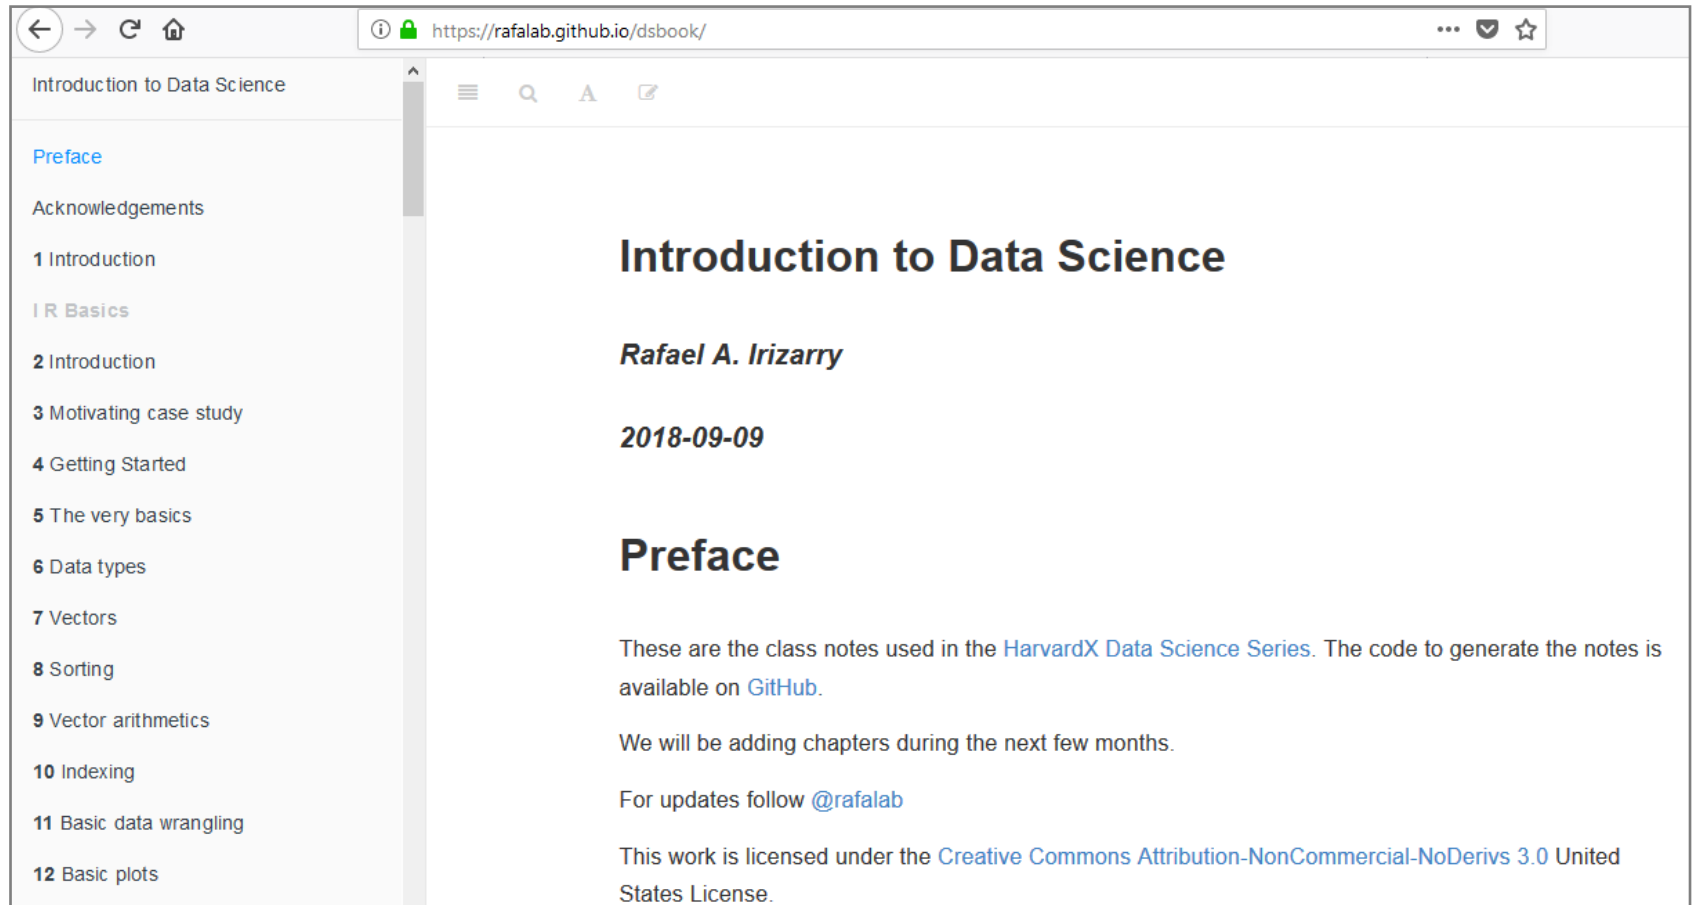 https://rafalab.github.io/dsbook/
Introduction to Data Science
Preface
Acknowledgements
1 Introduction
I R Basics
2 Introduction
3 Motivating case study
4 Getting Started
5 The very basics
6 Data types
7 Vectors
8 Sorting
9 Vector arithmetics
10 Indexing
11 Basic data wrangling
12 Basic plots
A
Introduction to Data Science
Rafael A. Irizarry
2018-09-09
Preface
These are the class notes used in the HarvardX Data Science Series. The code to generate the notes is
available on GitHub.
We will be adding chapters during the next few months.
For updates follow @rafalab
This work is licensed under the Creative Commons Attribution-NonCommercial-NoDerivs 3.0 United
States License.